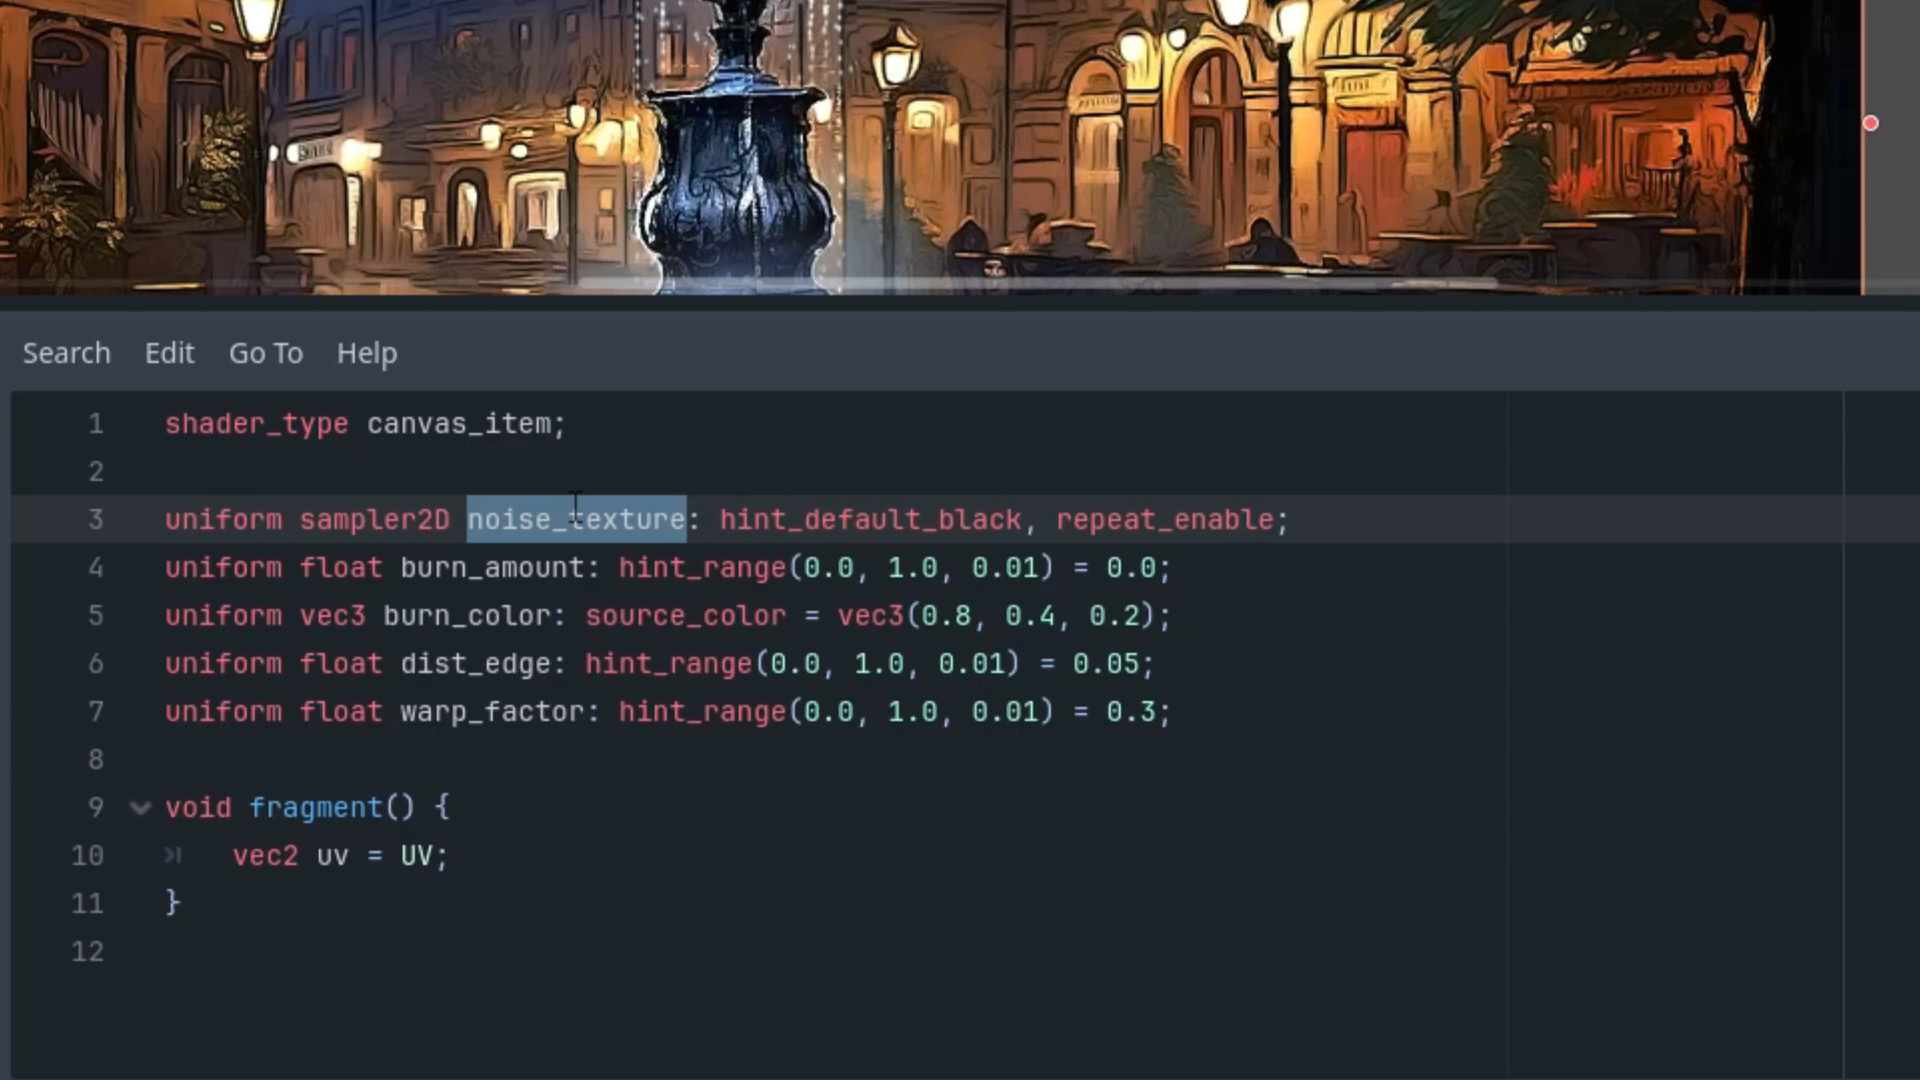 Search Edit Go To Help
1 shader_type canvas_item;
2
3 uniform sampler2D noise_texture: hint_default_black, repeat_enable;
4 uniform float burn_amount: hint_range(0.0, 1.0, 0.01) = 0.0;
5 uniform vec3 burn_color: source_color = vec3(0.8, 0.4, 0.2);
6 uniform float dist_edge: hint_range(0.0, 1.0, 0.01) = 0.05;
7 uniform float warp_factor: hint_range(0.0, 1.0, 0.01) = 0.3;
8
9 void fragment() {
10 vec2 uv = UV;
11 }
12